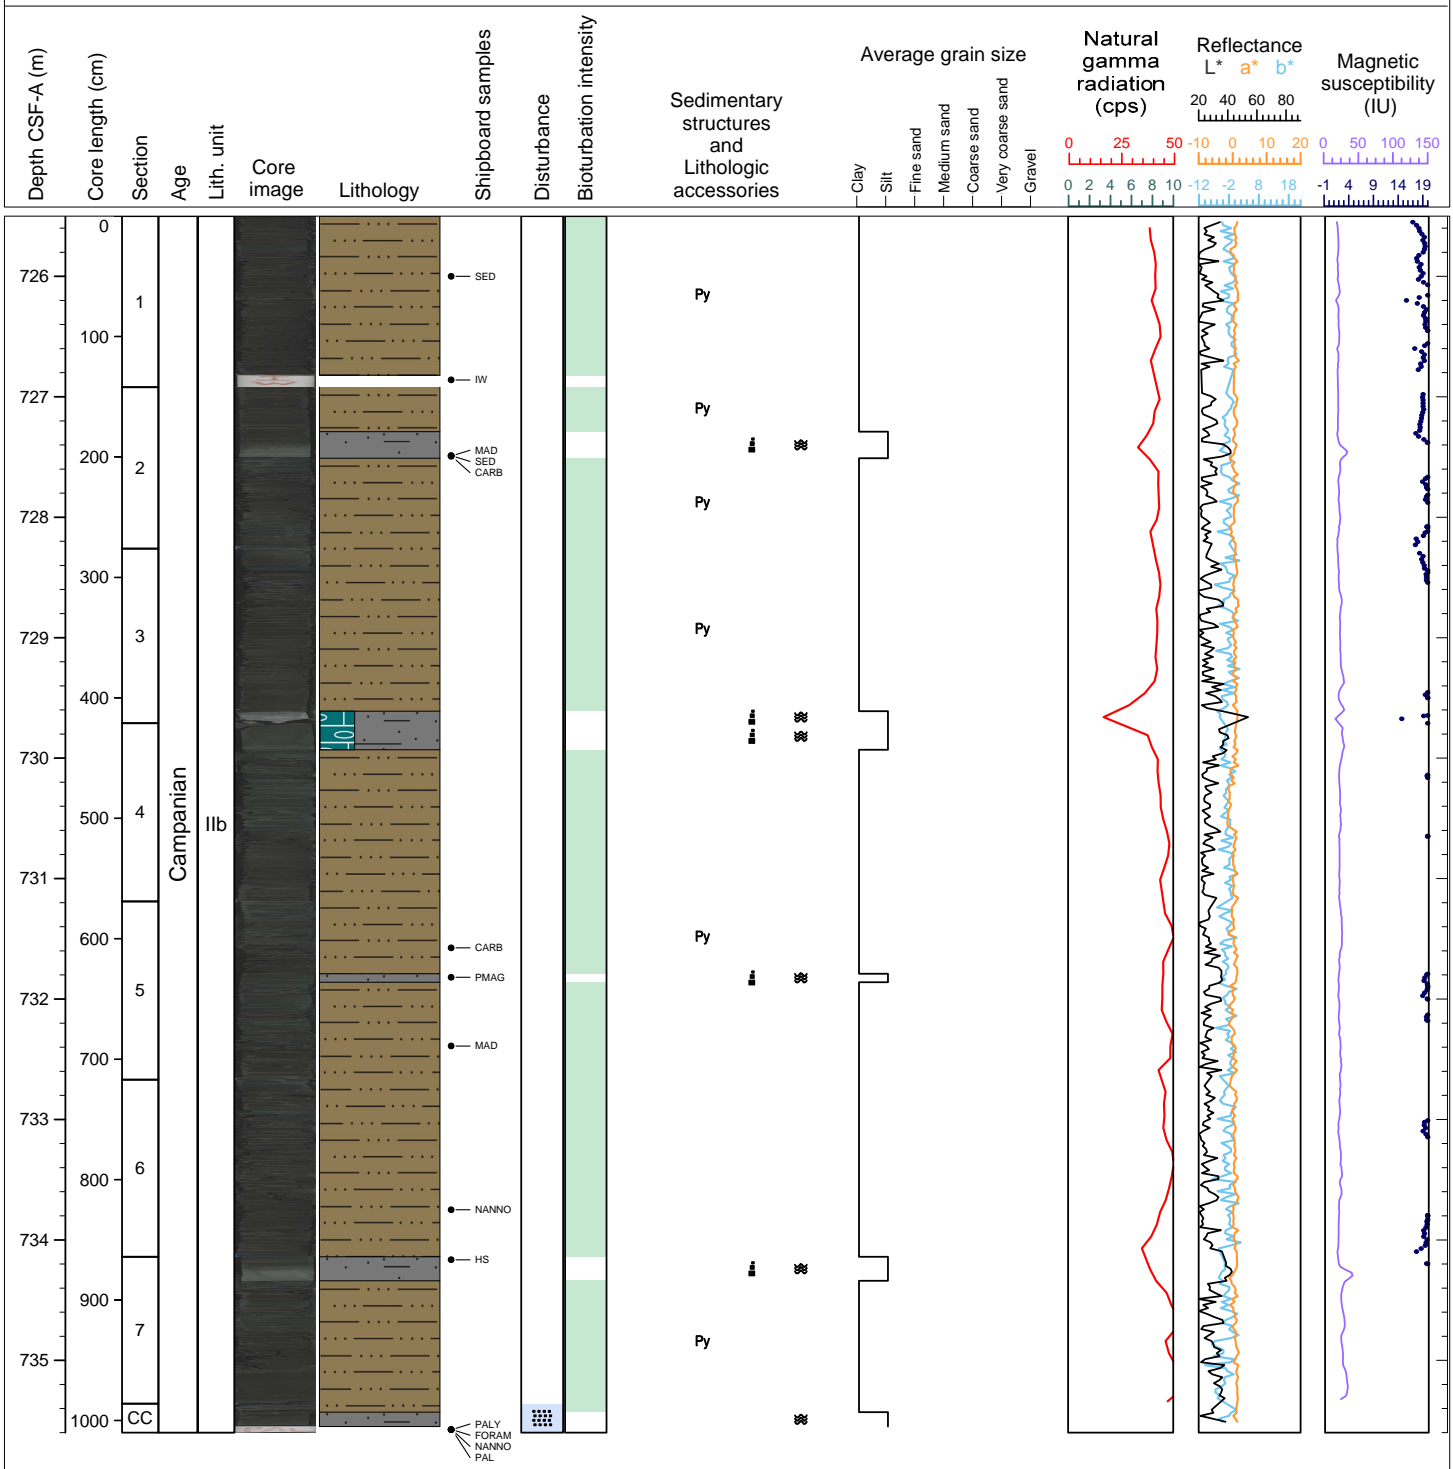 Depth CSF-A (m)
Core length (cm)
Section
Age
Lith. unit
Core
image
Lithology
Shipboard samples
Disturbance
Bioturbation intensity
Sedimentary
structures
and
Lithologic
accessories
Average grain size
Clay
Silt
Fine sand
Medium sand
Coarse sand
Very coarse sand
Gravel
Natural
gamma
radiation
(cps)
0 25 50
0 2 4 6 8 10
Reflectance
L* a* b*
20 40 60 80
-10 0 10 20
-12 -2 8 18
Magnetic
susceptibility
(IU)
0 50 100 150
-1 4 9 14 19
726
727
728
729
730
731
732
733
734
735
0
100
200
300
400
500
600
700
800
900
1000
1
2
3
4
5
6
7
CC
Campanian
IIb
SED
IW
MAD
SED
CARB
CARB
PMAG
MAD
NANNO
HS
PALY
FORAM
NANNO
PAL
Py
Py
Py
Py
Py
Py